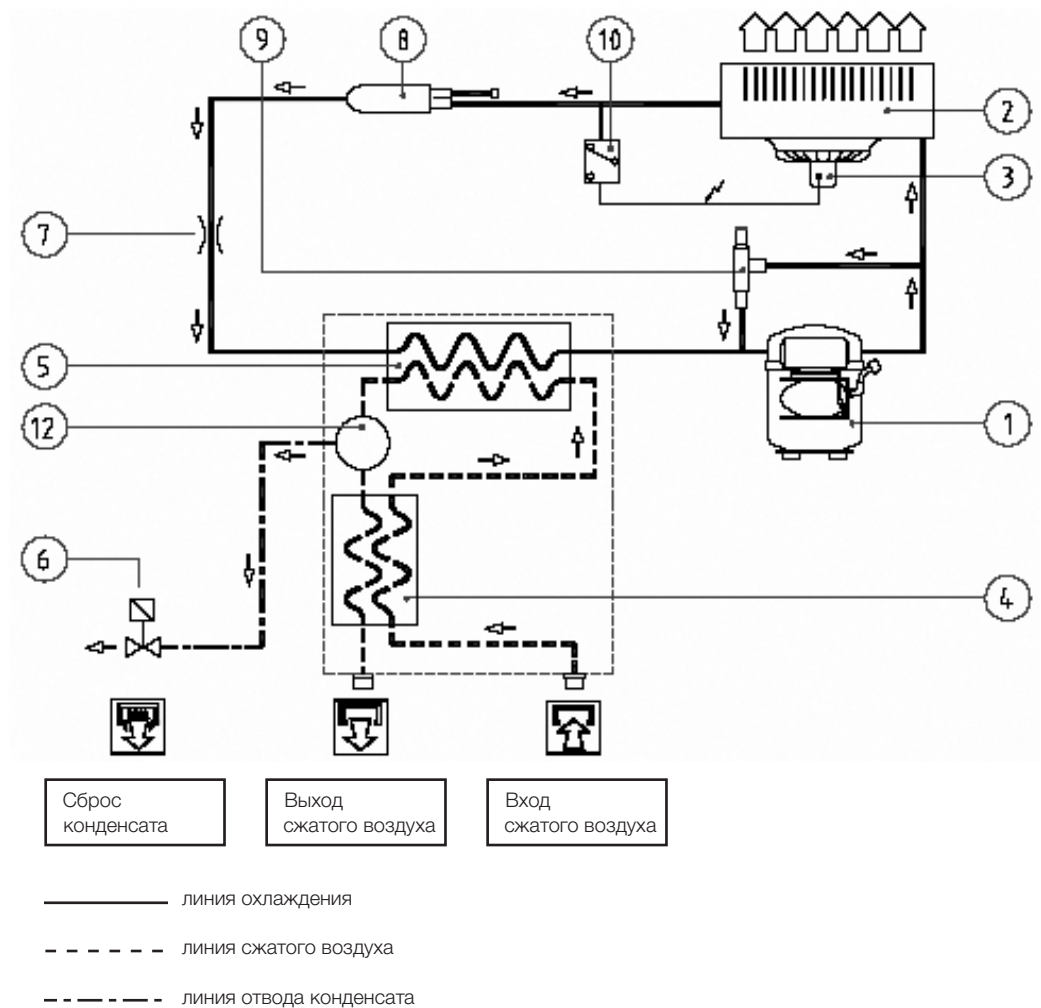 9
8
10
2
3
7
5
12
1
6
4
Сброс
конденсата
Выход
сжатого воздуха
Вход
сжатого воздуха
линия охлаждения
линия сжатого воздуха
линия отвода конденсата